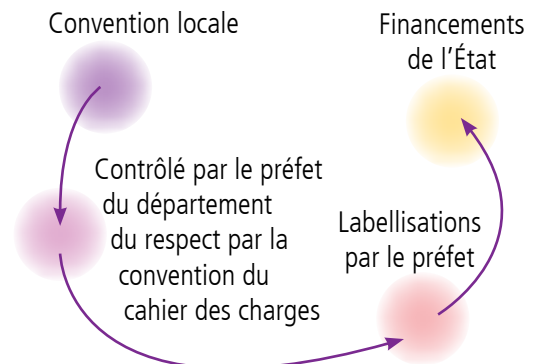 Convention locale
Contrôlé par le préfet
du département
du respect par la
convention du
cahier des charges
Labellisations
par le préfet
Financements
de l'État